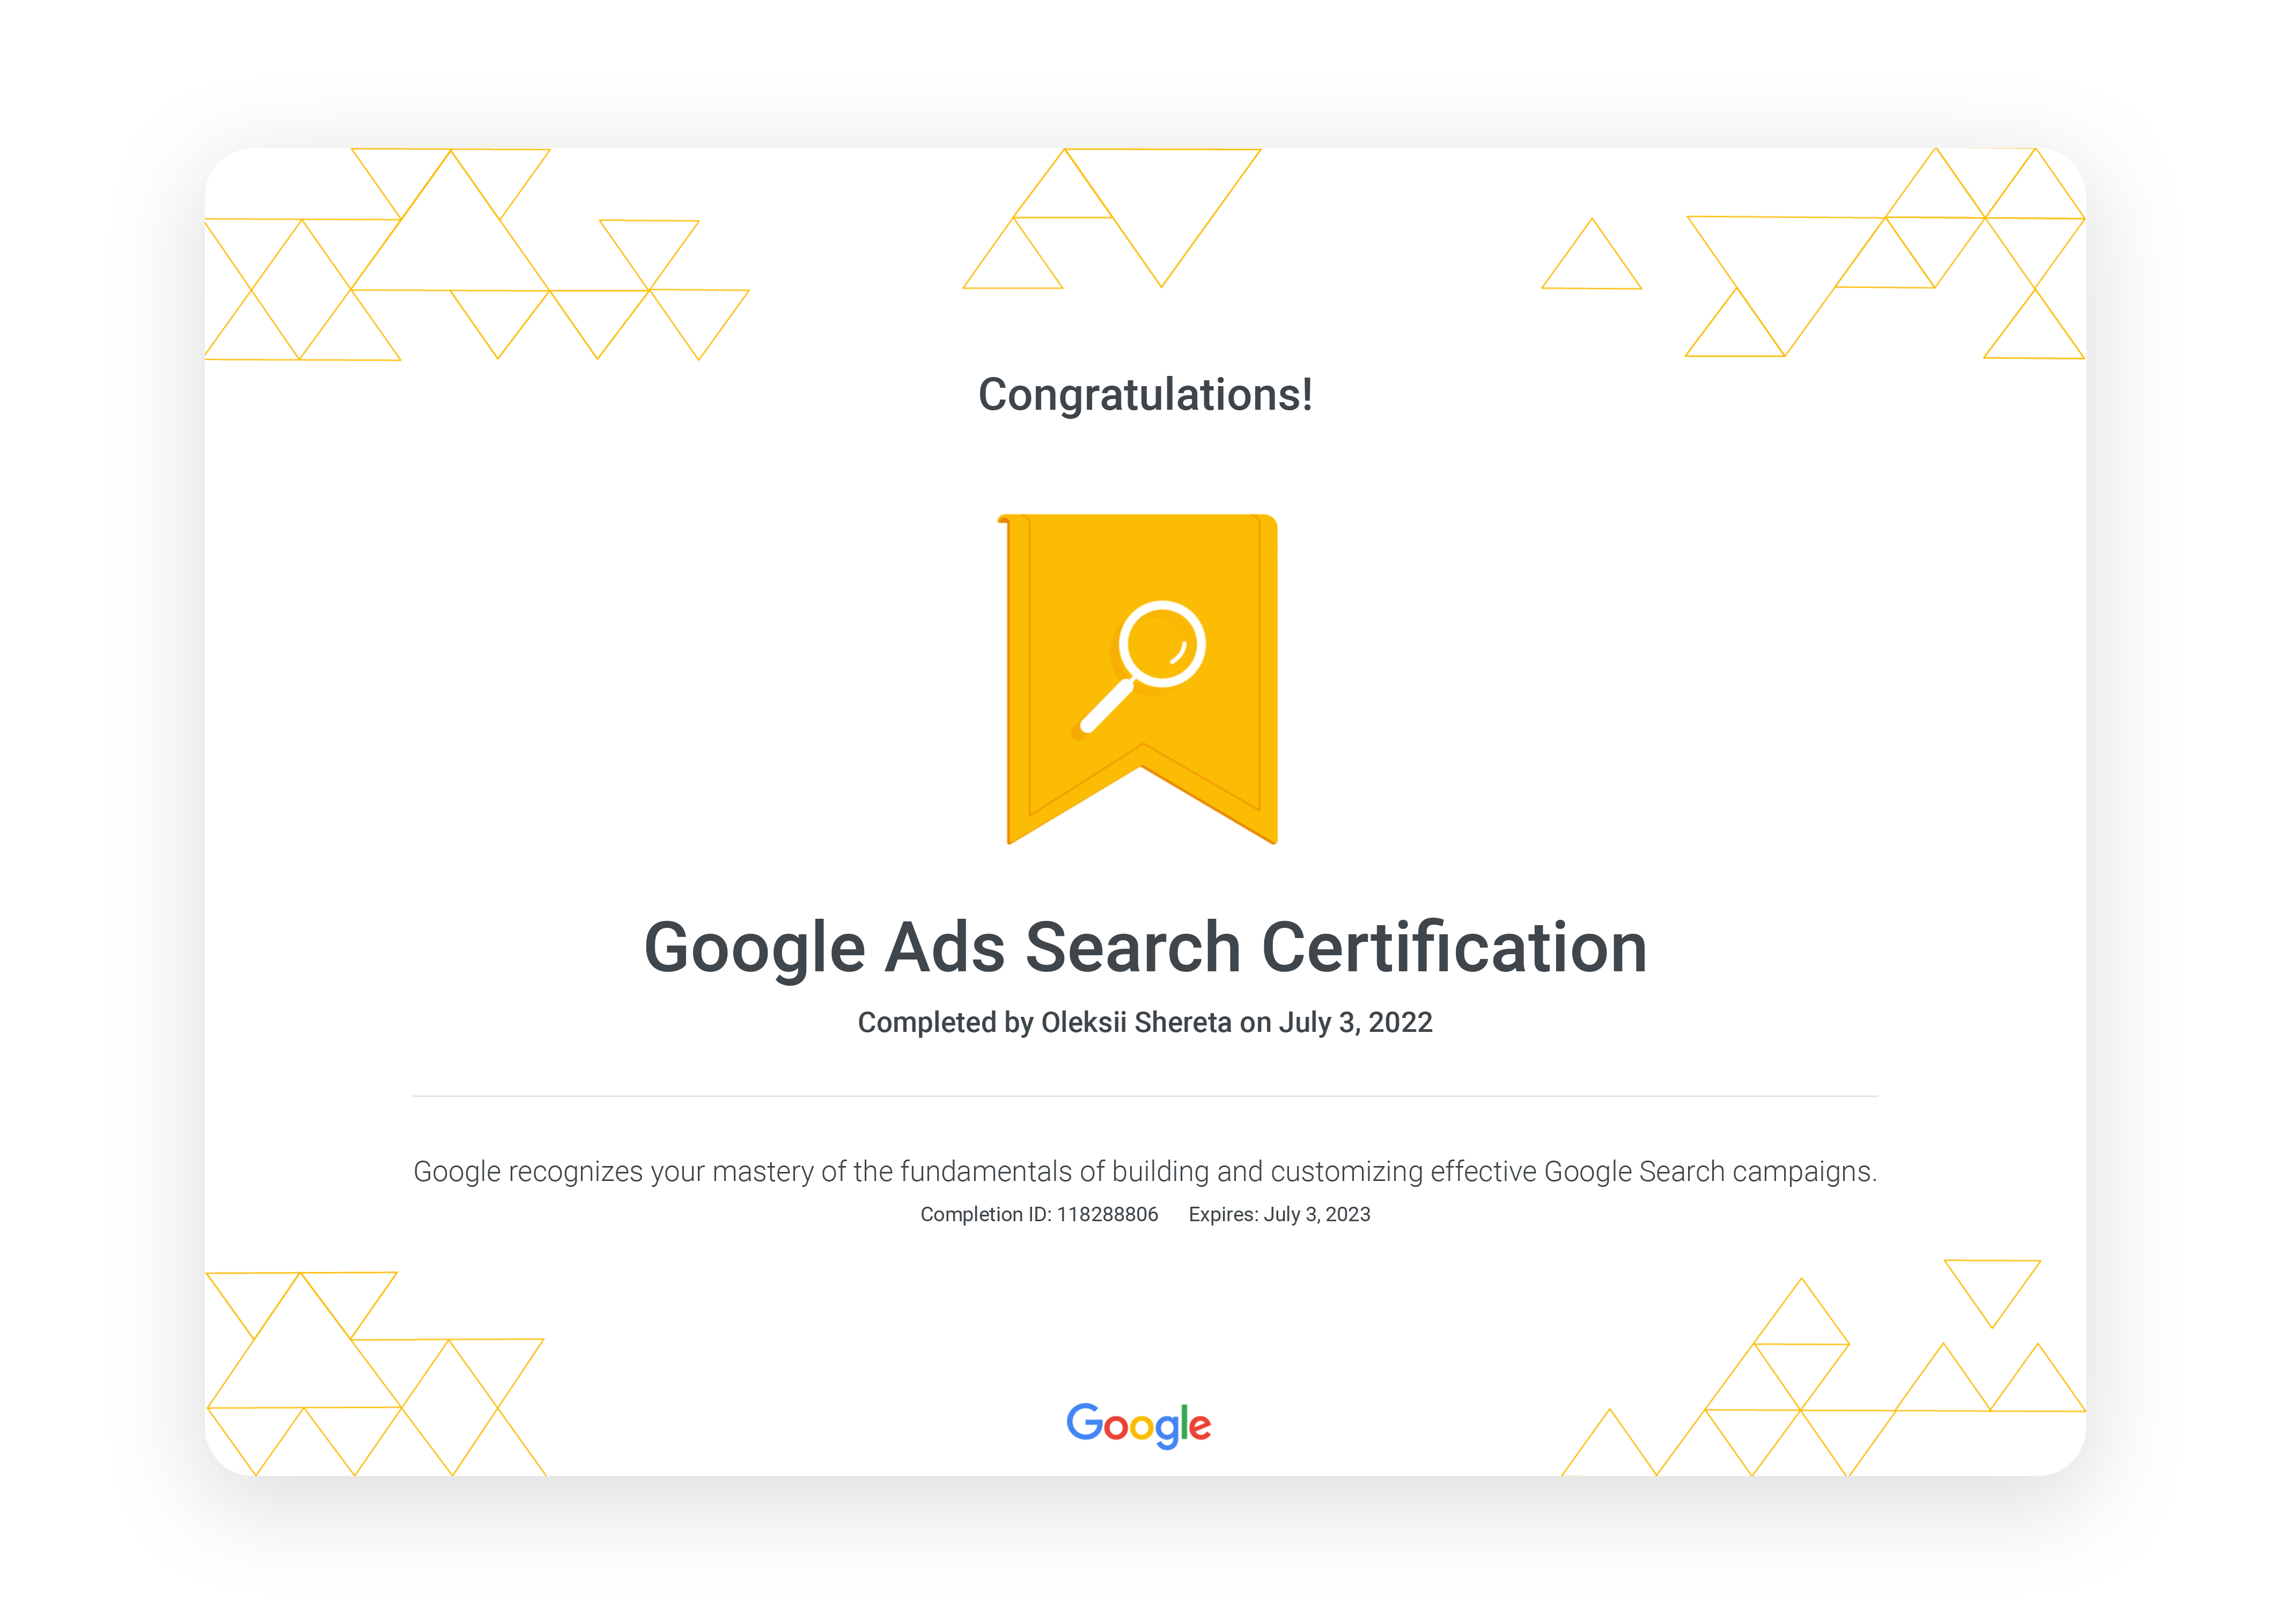 Congratulations!
Google Ads Search Certification
Completed by Oleksii Shereta on July 3, 2022
Google recognizes your mastery of the fundamentals of building and customizing effective Google Search campaigns.
Completion ID: 118288806 Expires: July 3, 2023
Google